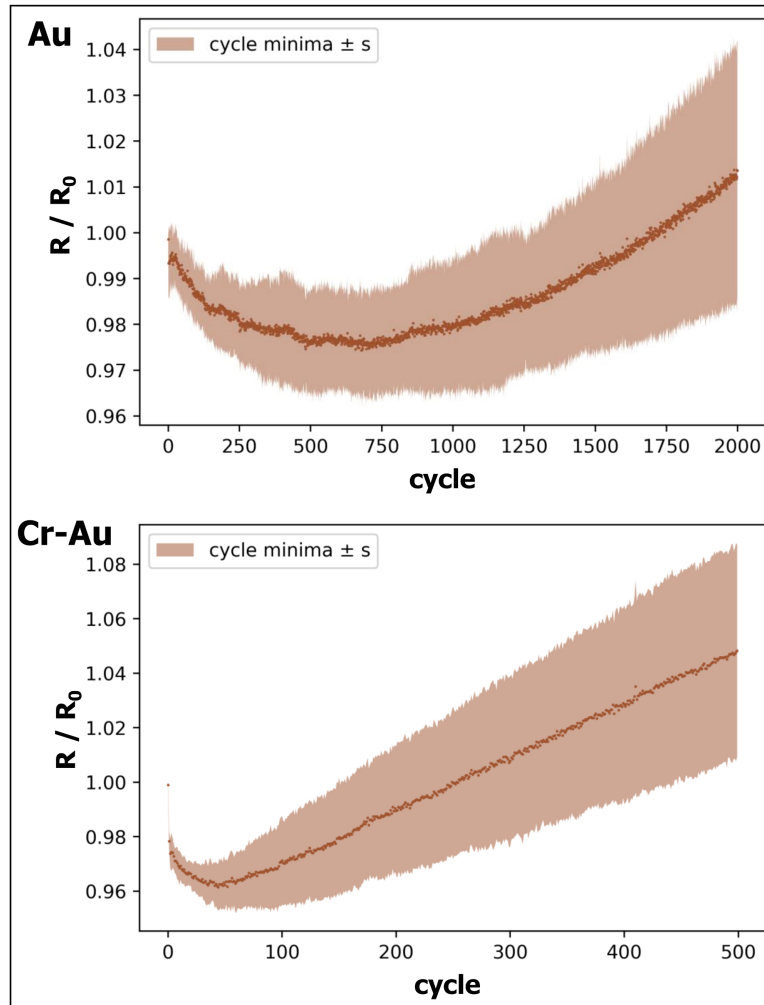 Au
cycle minima ± s
1.04
1.03
1.02
1.01
1.00
0.99
0.98
0.97
0.96
R / R0
0 250 500 750 1000 1250 1500 1750 2000
cycle
Cr-Au
cycle minima ± s
1.08
1.06
1.04
1.02
1.00
0.98
0.96
R / R0
0 100 200 300 400 500
cycle